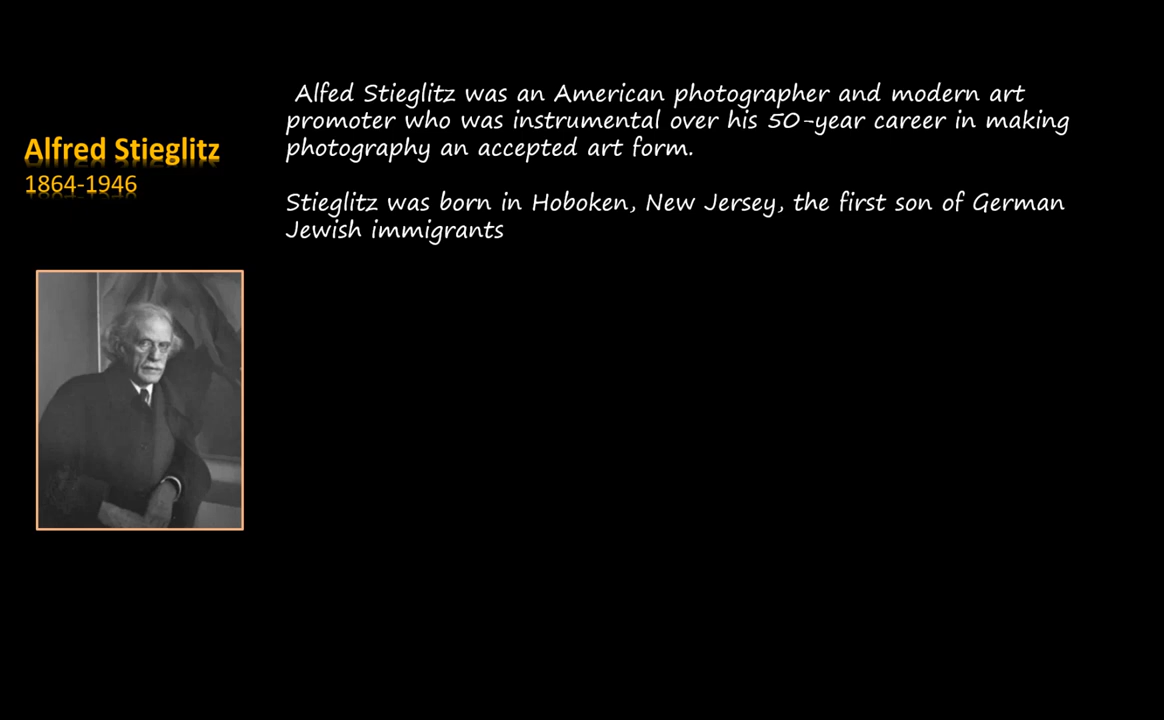 Alfred Stieglitz
1864-1946
Alfed Stieglitz was an American photographer and modern art
promoter who was instrumental over his 50-year career in making
photography an accepted art form.
Stieglitz was born in Hoboken, New Jersey, the first son of German
Jewish immigrants